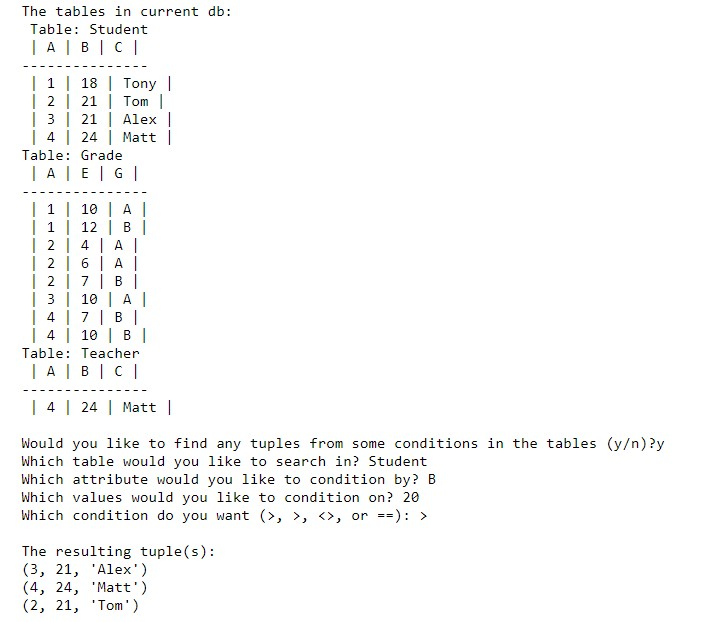 The tables in current db:
Table: Student
| A | B | C |
---------------
| 1 | 18 | Tony |
| 2 | 21 | Tom |
| 3 | 21 | Alex |
| 4 | 24 | Matt |
Table: Grade
| A | E | G |
---------------
| 1 | 10 | A |
| 1 | 12 | B |
| 2 | 4 | A |
| 2 | 6 | A |
| 2 | 7 | B |
| 3 | 10 | A |
| 4 | 7 | B |
| 4 | 10 | B |
Table: Teacher
| A | B | C |
---------------
| 4 | 24 | Matt |
Would you like to find any tuples from some conditions in the tables (y/n)?y
Which table would you like to search in? Student
Which attribute would you like to condition by? B
Which values would you like to condition on? 20
Which condition do you want (>, >, <>, or ==): >
The resulting tuple(s):
(3, 21, 'Alex')
(4, 24, 'Matt')
(2, 21, 'Tom')